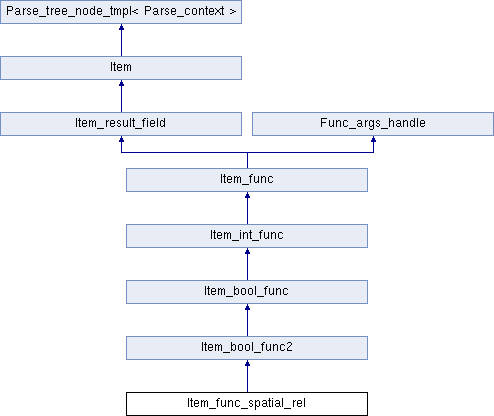 Parse_tree_node_tmpl< Parse_context >
Item
Item_result_field
Func_args_handle
Item_func
Item_int_func
Item_bool_func
Item_bool_func2
Item_func_spatial_rel